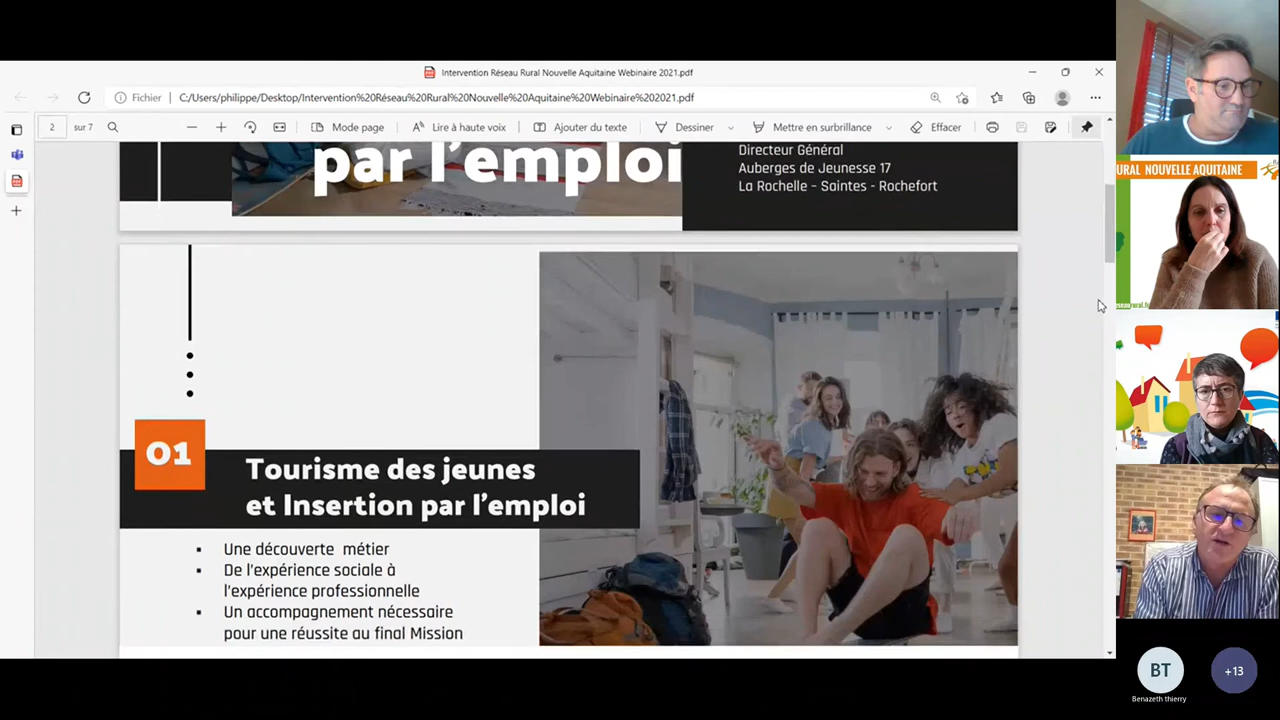 Intervention Réseau Rural Nouvelle Aquitaine Webinaire 2021.pdf
Fichier
C:/Users/philippe/Desktop/Intervention%20Réseau%20Rural%20Nouvelle%20Aquitaine%20Webinaire%202021.pdf
2 sur 7
Mode page
Lire à haute voix
Ajouter du texte
Dessiner
Mettre en surbrillance
Effacer
par l'emploi
Directeur Général
Auberges de Jeunesse 17
La Rochelle - Saintes - Rochefort
01
Tourisme des jeunes
et Insertion par l'emploi
▪ Une découverte métier
▪ De l'expérience sociale à
l'expérience professionnelle
▪ Un accompagnement nécessaire
pour une réussite au final Mission
RURAL NOUVELLE AQUITAINE
BT
Benazeth thierry
+13